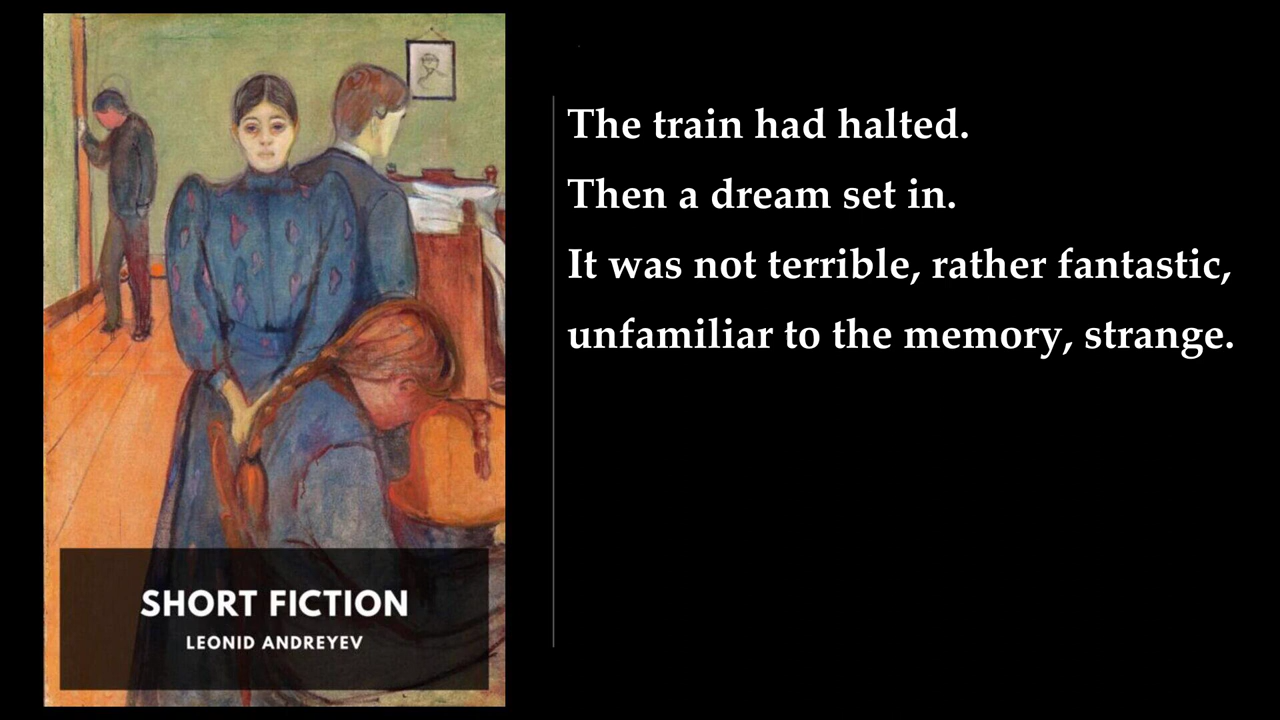 SHORT FICTION
LEONID ANDREYEV
The train had halted.
Then a dream set in.
It was not terrible, rather fantastic,
unfamiliar to the memory, strange.